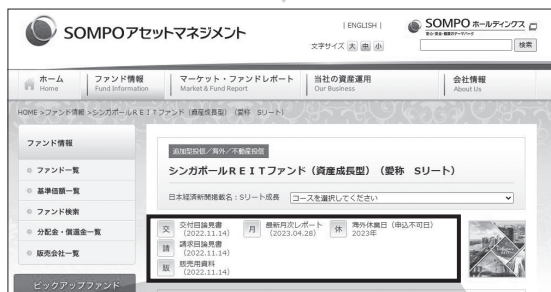 SOMPOアセットマネジメント
| ENGLISH |
SOMPO ホールディングス
安心・安全・健康のテーマパーク
文字サイズ 大 中 小
検索
ホーム
Home
ファンド情報
Fund Information
マーケット・ファンドレポート
Market & Fund Report
当社の資産運用
Our Business
会社情報
About Us
HOME >ファンド情報 >シンガポールＲＥＩＴファンド（資産成長型）（愛称 Sリート）
ファンド情報
ファンド一覧
基準価額一覧
ファンド検索
分配金・償還金一覧
販売会社一覧
ピックアップファンド
追加型投信／海外／不動産投信
シンガポールＲＥＩＴファンド（資産成長型）（愛称 Sリート）
日本経済新聞掲載名：Sリート成長 コースを選択してください
交 交付目論見書
（2022.11.14）
月 最新月次レポート
（2023.04.28）
休 海外休業日（申込不可日）
2023年
請 請求目論見書
（2022.11.14）
販 販売用資料
（2022.11.14）